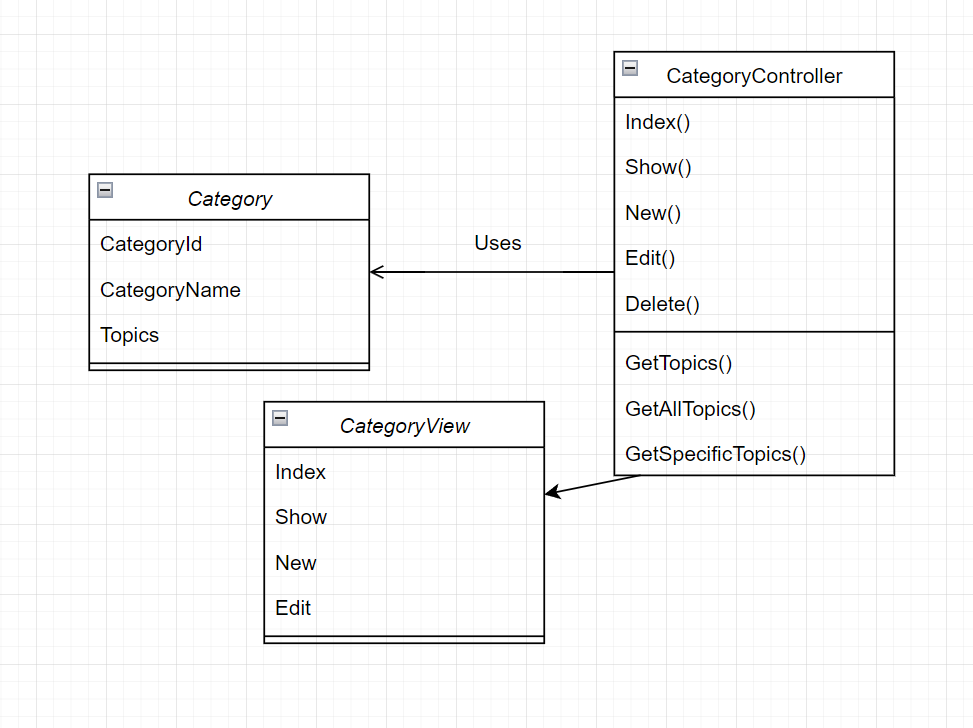 Category
CategoryId
CategoryName
Topics
Uses
CategoryController
Index()
Show()
New()
Edit()
Delete()
GetTopics()
GetAllTopics()
GetSpecificTopics()
CategoryView
Index
Show
New
Edit